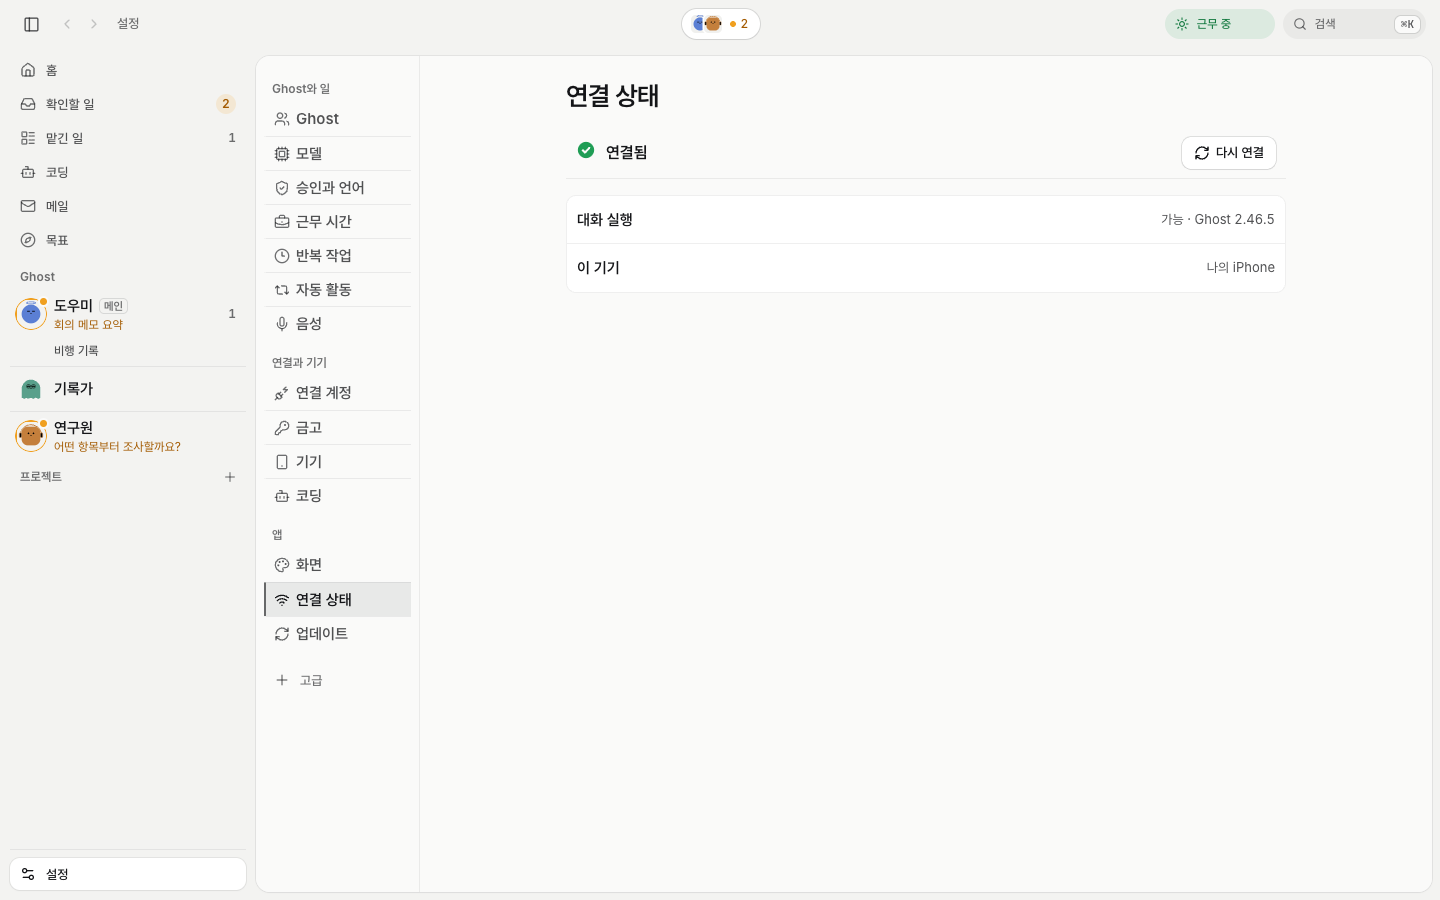 설정
2
근무 중
검색
⌘K
홈
확인할 일
2
맡긴 일
1
코딩
메일
목표
Ghost
도우미
메인
회의 메모 요약
1
비행 기록
기록가
연구원
어떤 항목부터 조사할까요?
프로젝트
설정
Ghost와 일
Ghost
모델
승인과 언어
근무 시간
반복 작업
자동 활동
음성
연결과 기기
연결 계정
금고
기기
코딩
앱
화면
연결 상태
업데이트
고급
연결 상태
연결됨
다시 연결
대화 실행
가능 · Ghost 2.46.5
이 기기
나의 iPhone